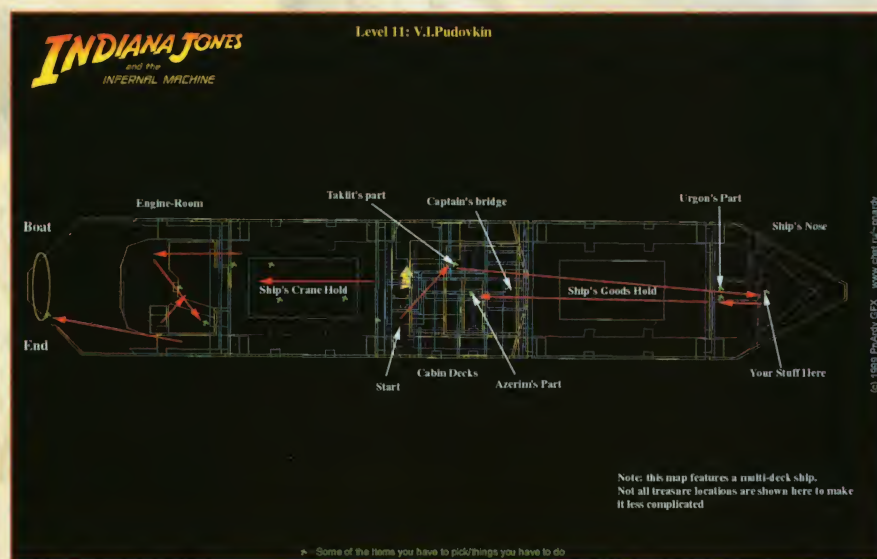 Level 11: V.I.Pudovkin
INDIANA JONES
and the
INFERNAL MACHINE
Taklit's part
Captain's bridge
Urgon's Part
Engine-Room
Boat
Ship's Nose
Ship's Crane Hold
Ship's Goods Hold
End
Start
Cabin Decks
Azerim's Part
Your Stuff Here
Note: this map features a multi-deck ship.
Not all treasure locations are shown here to make
it less complicated
- Some of the items you have to pick/things you have to do
(c) 1999
GFX